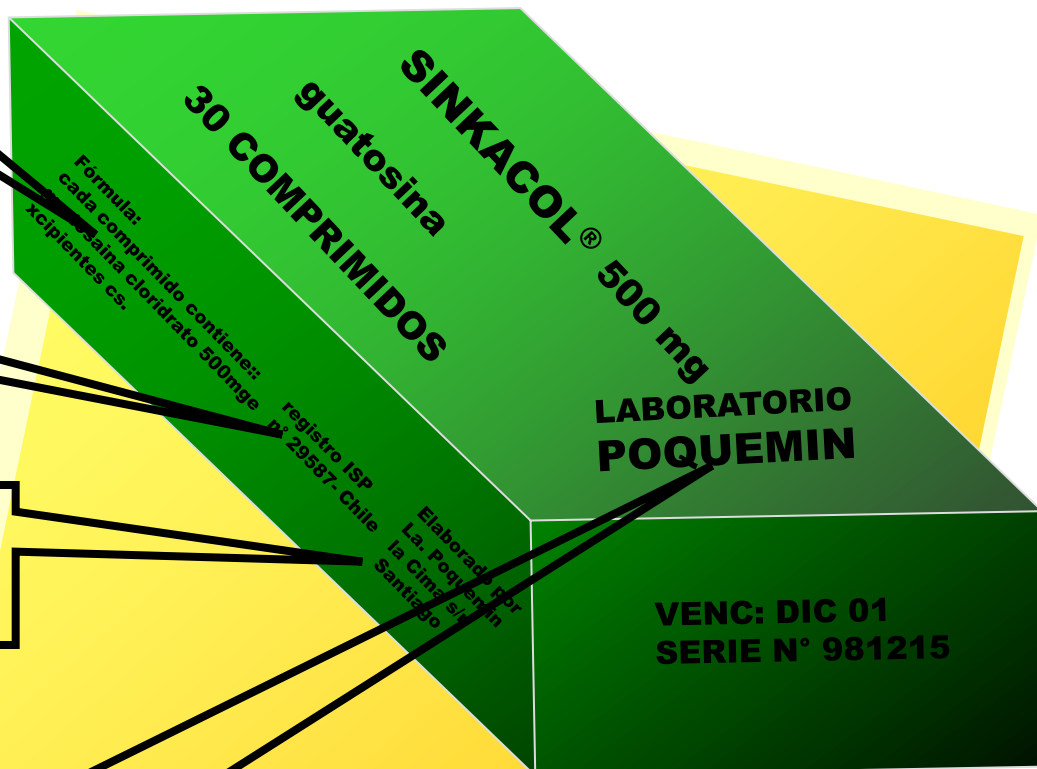 SINKACOL® 500 mg
guatosina
30 COMPRIMIDOS
LABORATORIO
POQUEMIN
Fórmula:
cada comprimido contiene::
cloridrato 500mge
xcipientes cs.
registro ISP
n° 29587- Chile
Elaborado por
La. Poquemin
la Cima
Santiago
VENC: DIC 01
SERIE N° 981215